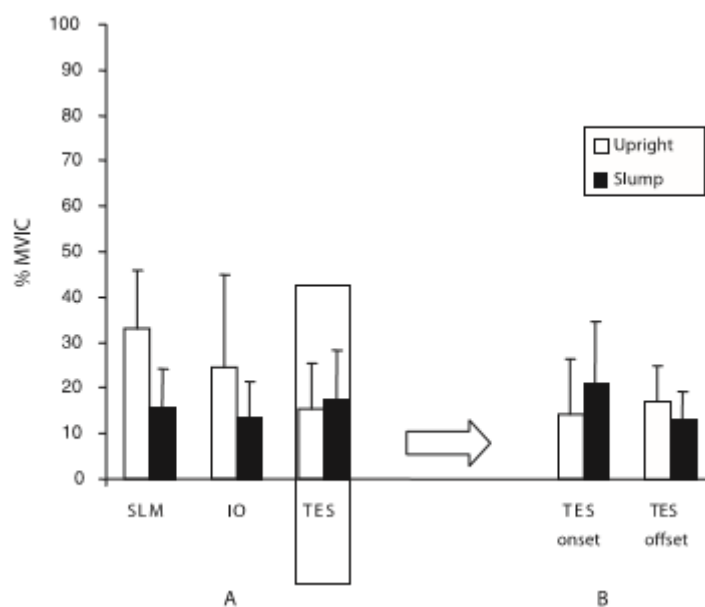 100
90
80
70
60
50
40
30
20
10
0
% MVIC
Upright
Slump
SLM
IO
TES
TES
onset
TES
offset
A
B